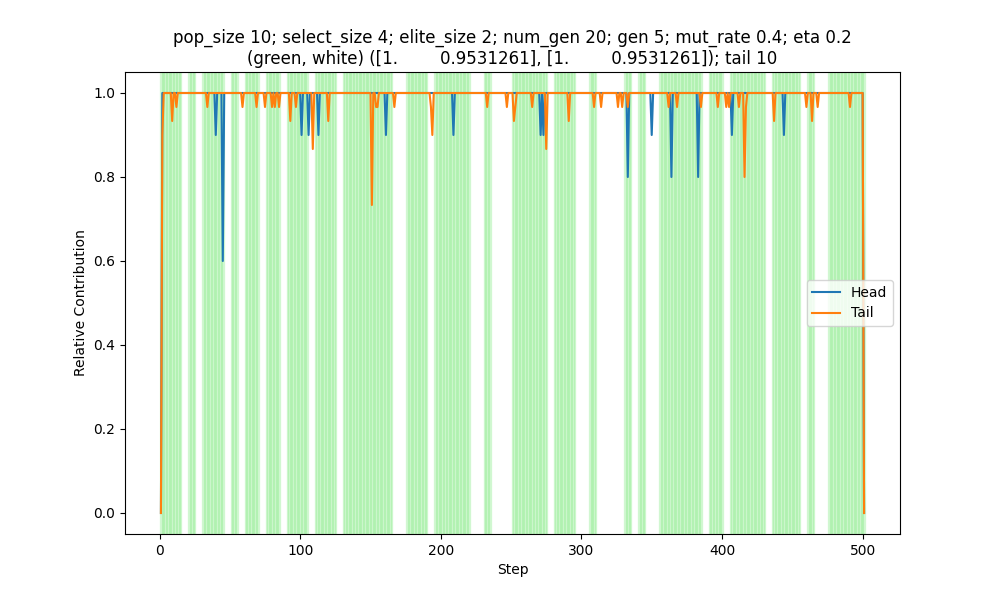 pop_size 10; select_size 4; elite_size 2; num_gen 20; gen 5; mut_rate 0.4; eta 0.2
(green, white) ([1.         0.9531261], [1.         0.9531261]); tail 10
1.0
0.8
0.6
0.4
0.2
0.0
Relative Contribution
Head
Tail
0
100
200
300
400
500
Step